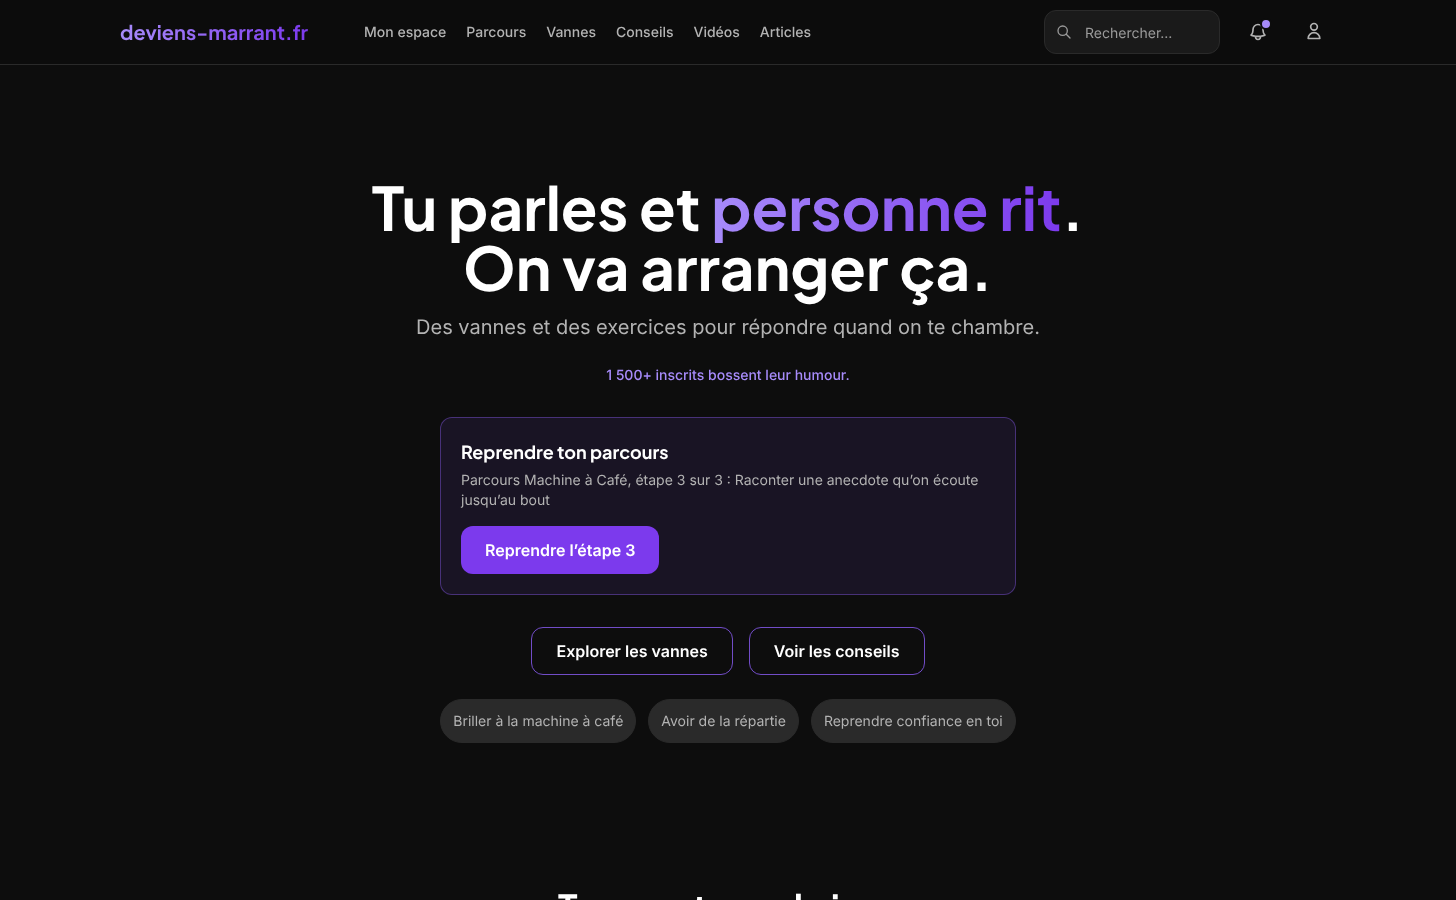 deviens-marrant.fr
Mon espace
Parcours
Vannes
Conseils
Vidéos
Articles
Rechercher...
Tu parles et personne rit.
On va arranger ça.
Des vannes et des exercices pour répondre quand on te chambre.
1 500+ inscrits bossent leur humour.
Reprendre ton parcours
Parcours Machine à Café, étape 3 sur 3 : Raconter une anecdote qu’on écoute
jusqu’au bout
Reprendre l’étape 3
Explorer les vannes
Voir les conseils
Briller à la machine à café
Avoir de la répartie
Reprendre confiance en toi